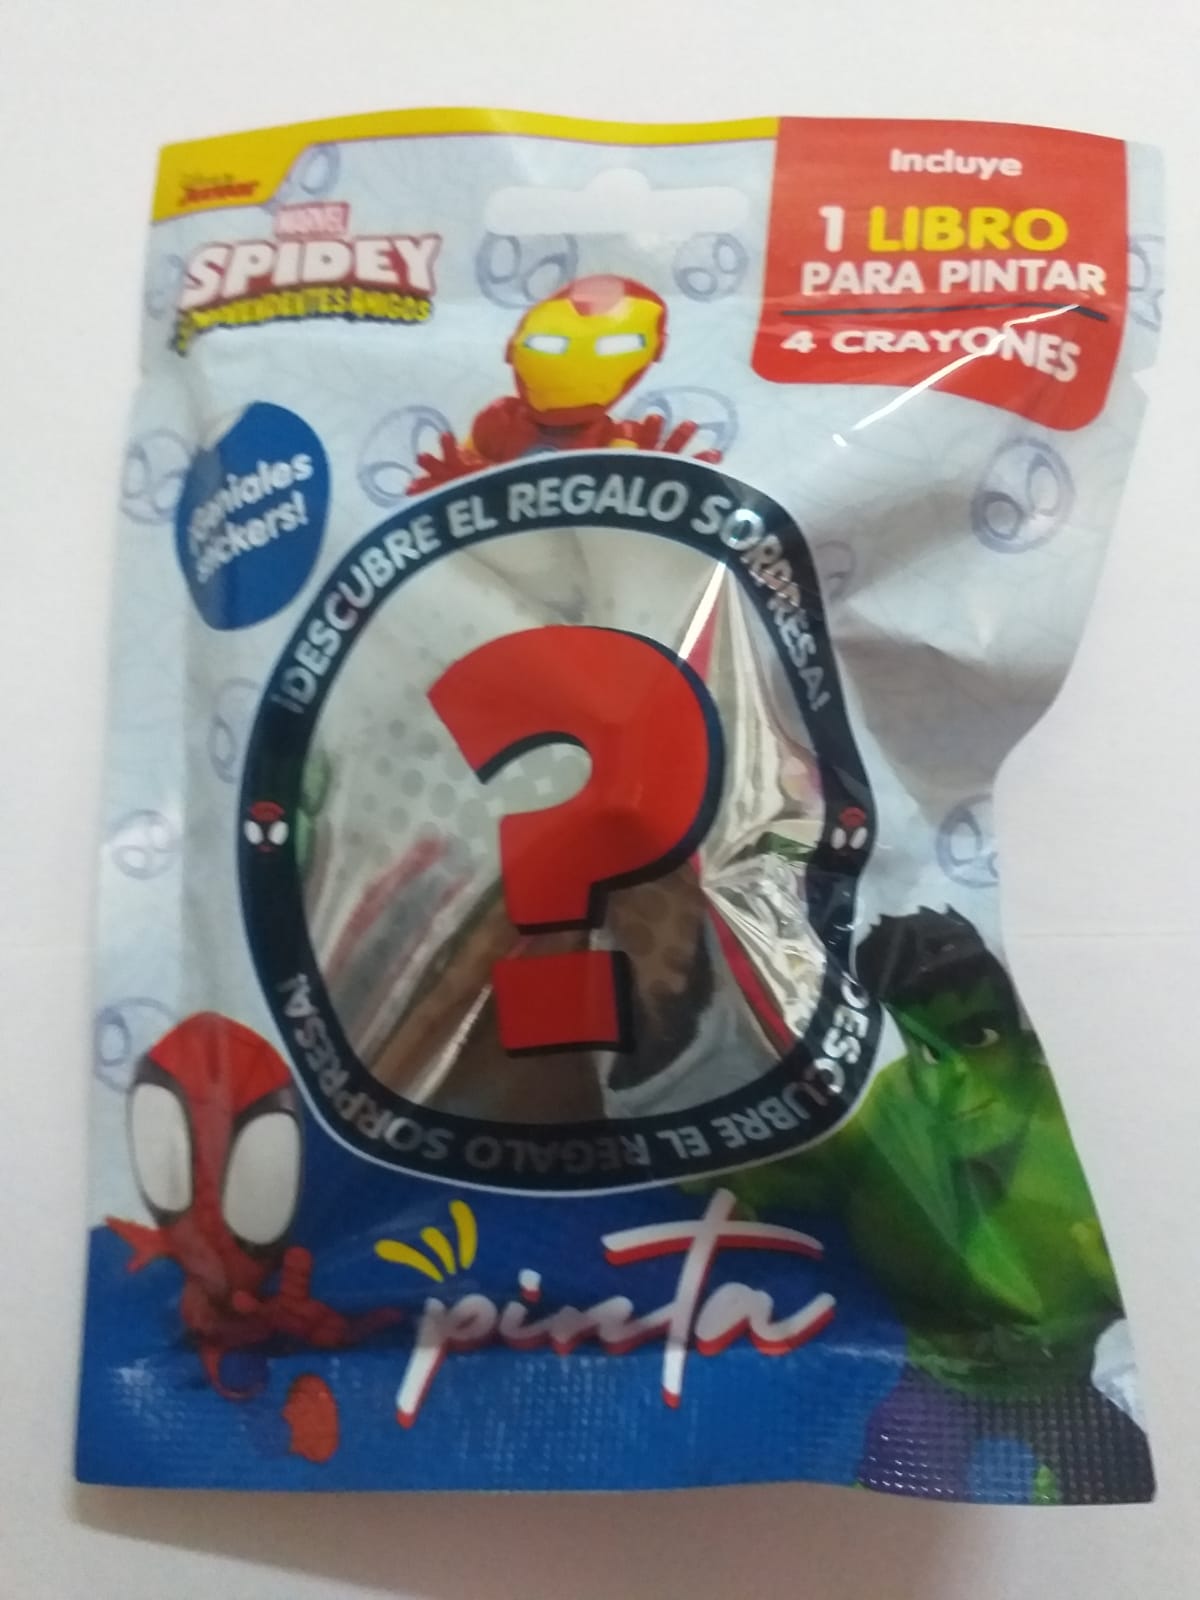 Disney Junior
MARVEL
SPIDEY
SORPRENDENTES AMIGOS
Incluye
1 LIBRO
PARA PINTAR
4 CRAYONES
¡Geniales
stickers!
¡DESCUBRE EL REGALO SORPRESA!
¡DESCUBRE EL REGALO SORPRESA!
pinta